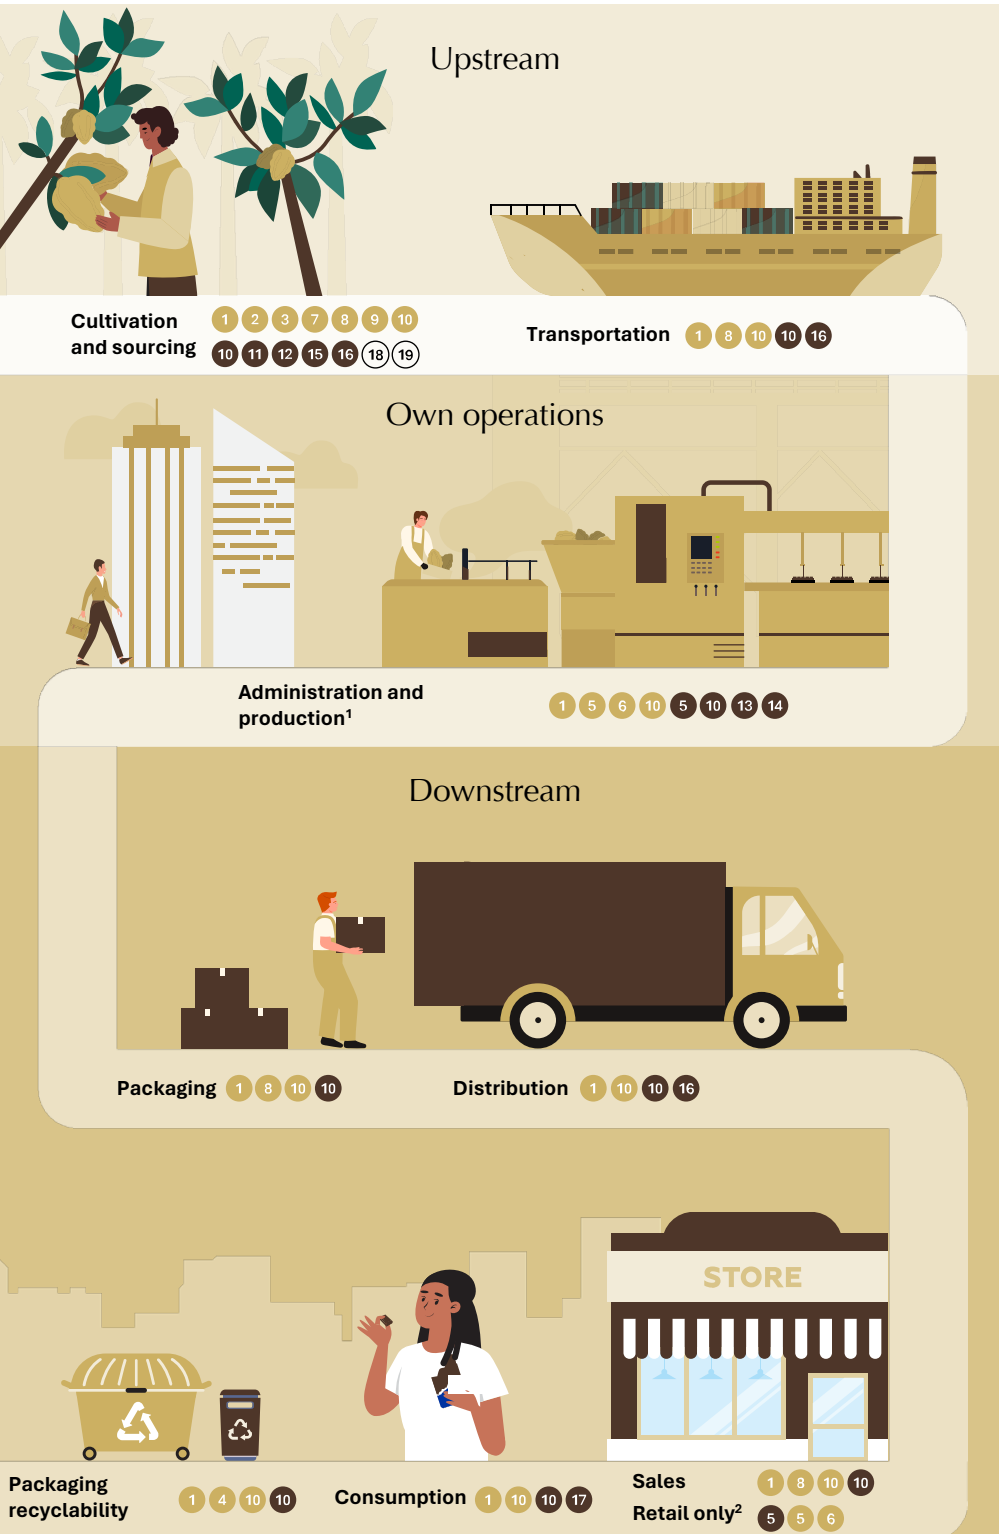 Upstream
Cultivation
and sourcing
1 2 3 7 8 9 10
10 11 12 15 16 18 19
Transportation 1 8 10 10 16
Own operations
Administration and
production¹
1 5 6 10 5 10 13 14
Downstream
Packaging 1 8 10 10
Distribution 1 10 10 16
STORE
Packaging
recyclability
1 4 10 10
Consumption 1 10 10 17
Sales 1 8 10 10
Retail only² 5 5 6